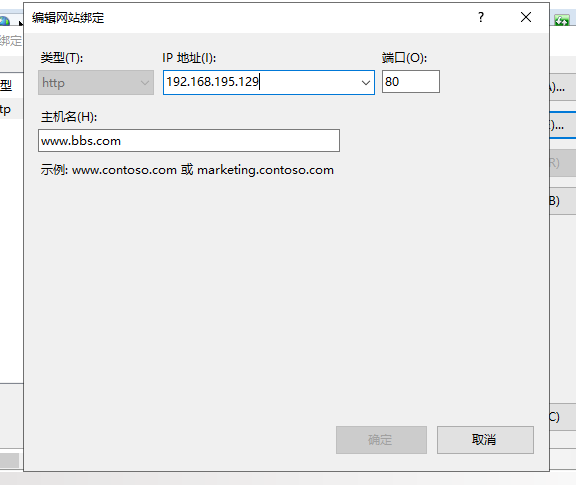 编辑网站绑定
?
绑定
类型(T):
IP 地址(I):
端口(O):
型
)...
http
192.168.195.129
80
tp
主机名(H):
)...
www.bbs.com
R)
示例: www.contoso.com 或 marketing.contoso.com
B)
C)
确定
取消